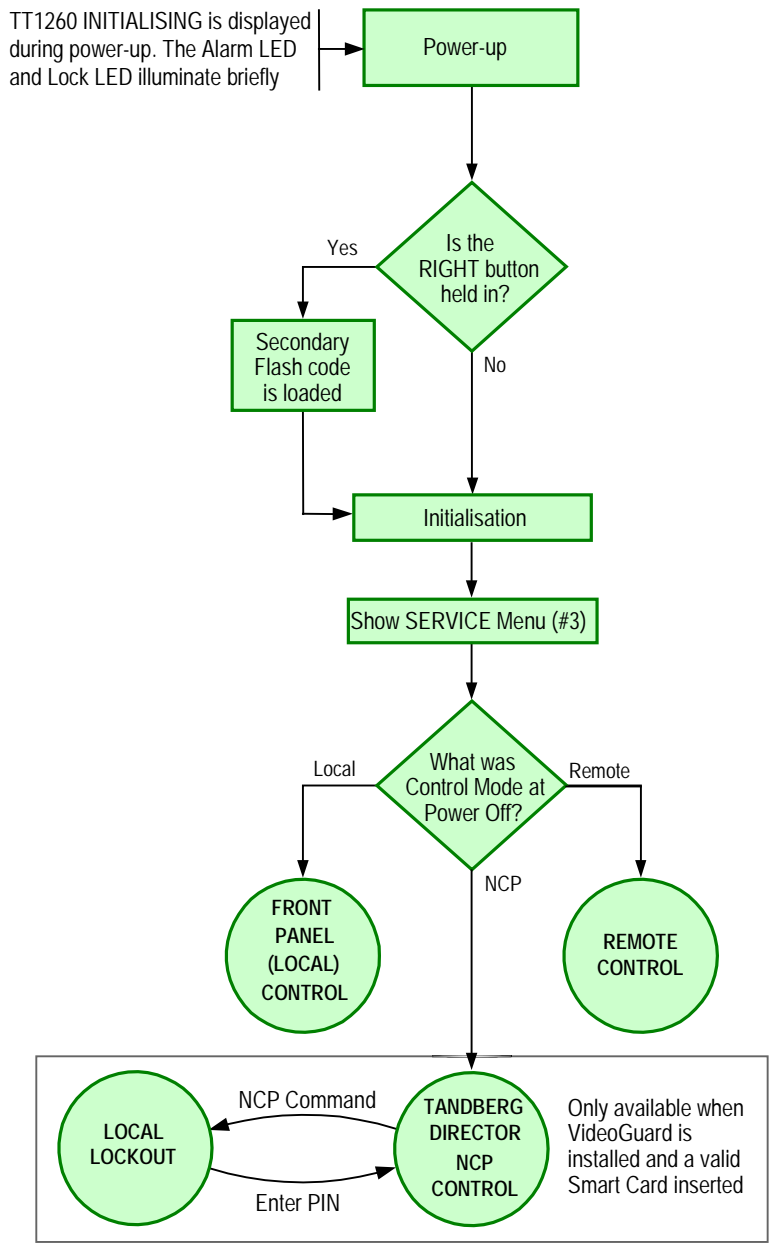 TT1260 INITIALISING is displayed
during power-up. The Alarm LED
and Lock LED illuminate briefly
Power-up
Is the
RIGHT button
held in?
Yes
No
Secondary
Flash code
is loaded
Initialisation
Show SERVICE Menu (#3)
What was
Control Mode at
Power Off?
Local
Remote
NCP
FRONT
PANEL
(LOCAL)
CONTROL
REMOTE
CONTROL
LOCAL
LOCKOUT
NCP Command
Enter PIN
TANDBERG
DIRECTOR
NCP
CONTROL
Only available when
VideoGuard is
installed and a valid
Smart Card inserted